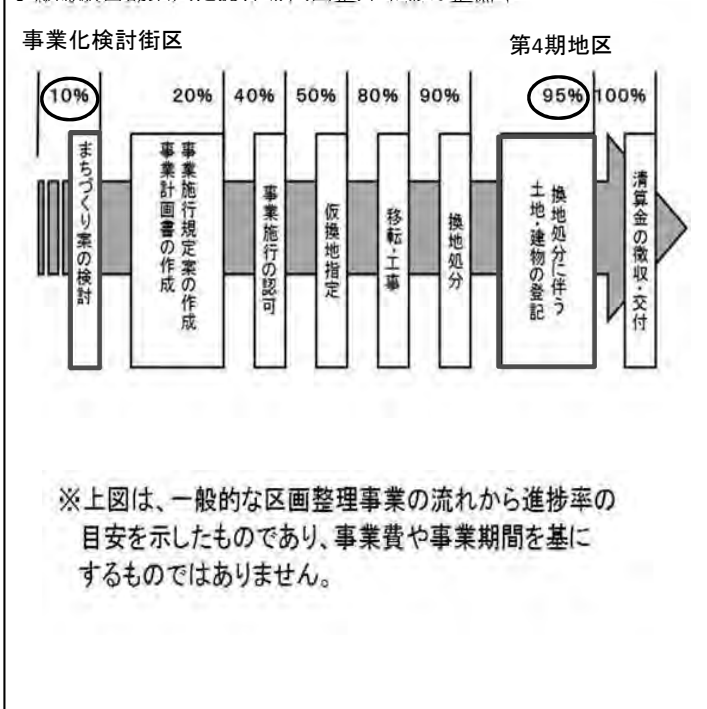 事業化検討街区
第4期地区
10%
20%
40%
50%
80%
90%
95%
100%
まちづくり案の検討
事業施行規定案の作成
事業計画書の作成
事業施行の認可
仮換地指定
移転・工事
換地処分
換地処分に伴う
土地・建物の登記
清算金の徴収・交付
※上図は、一般的な区画整理事業の流れから進捗率の
目安を示したものであり、事業費や事業期間を基に
するものではありません。